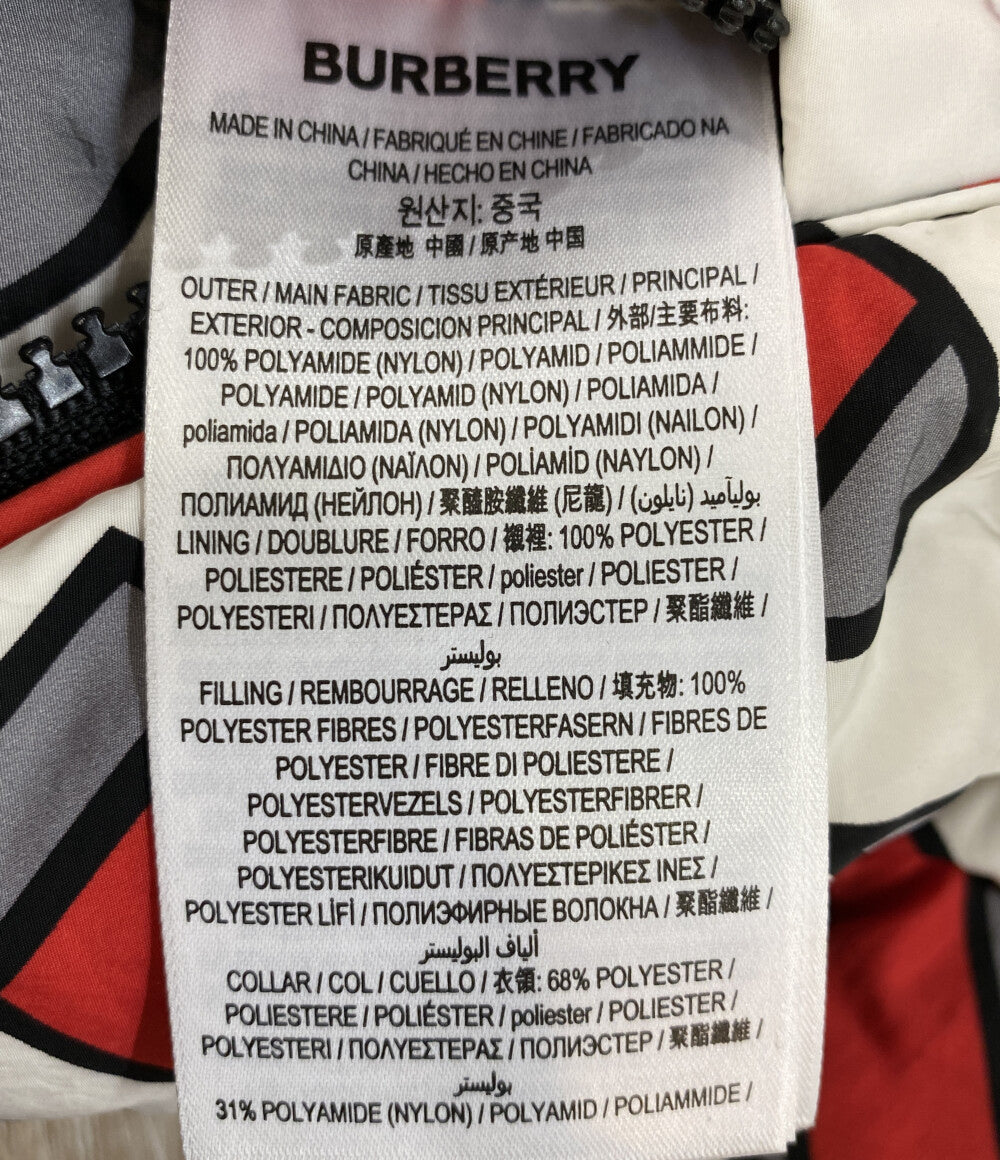 BURBERRY
MADE IN CHINA / FABRIQUÉ EN CHINE / FABRICADO NA
CHINA / HECHO EN CHINA
원산지: 중국
原產地 中國 / 原产地 中国
OUTER / MAIN FABRIC / TISSU EXTÉRIEUR / PRINCIPAL /
EXTERIOR - COMPOSICION PRINCIPAL / 外部/主要布料:
100% POLYAMIDE (NYLON) / POLYAMID / POLIAMMIDE /
POLYAMIDE / POLYAMID (NYLON) / POLIAMIDA /
poliamida / POLIAMIDA (NYLON) / POLYAMIDI (NAILON) /
ΠΟΛΥΑΜΙΔΙΟ (ΝΑΪΛΟΝ) / POLİAMİD (NAYLON) /
ПОЛИАМИД (НЕЙЛОН) / 聚醯胺纖維 (尼龍) / بوليآميد (نايلون)
LINING / DOUBLURE / FORRO / 襯裡: 100% POLYESTER /
POLIESTERE / POLIÉSTER / poliester / POLIESTER /
POLYESTERI / ΠΟΛΥΕΣΤΕΡΑΣ / ПОЛИЭСТЕР / 聚酯纖維 /
بوليستر
FILLING / REMBOURRAGE / RELLENO / 填充物: 100%
POLYESTER FIBRES / POLYESTERFASERN / FIBRES DE
POLYESTER / FIBRE DI POLIESTERE /
POLYESTERVEZELS / POLYESTERFIBRER /
POLYESTERFIBRE / FIBRAS DE POLIÉSTER /
POLYESTERIKUIDUT / ΠΟΛΥΕΣΤΕΡΙΚΕΣ ΙΝΕΣ /
POLYESTER LİFİ / ПОЛИЭФИРНЫЕ ВОЛОКНА / 聚酯纖維 /
ألياف البوليستر
COLLAR / COL / CUELLO / 衣領: 68% POLYESTER /
POLIESTERE / POLIÉSTER / poliester / POLIESTER /
POLYESTERI / ΠΟΛΥΕΣΤΕΡΑΣ / ПОЛИЭСТЕР / 聚酯纖維 /
بوليستر
31% POLYAMIDE (NYLON) / POLYAMID / POLIAMMIDE /